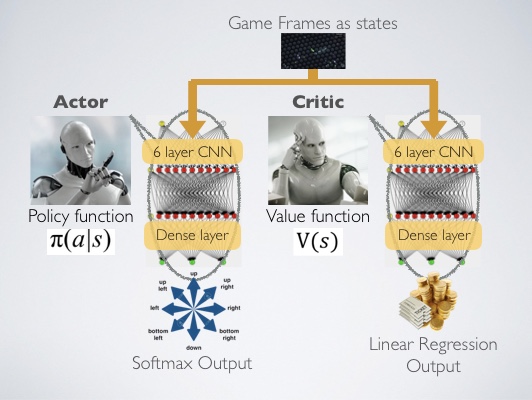 Game Frames as states
Actor
Critic
6 layer CNN
6 layer CNN
Policy function
π(a|s)
Value function
V(s)
Dense layer
Dense layer
up
up left
up right
left
right
bottom left
bottom right
down
Softmax Output
Linear Regression
Output